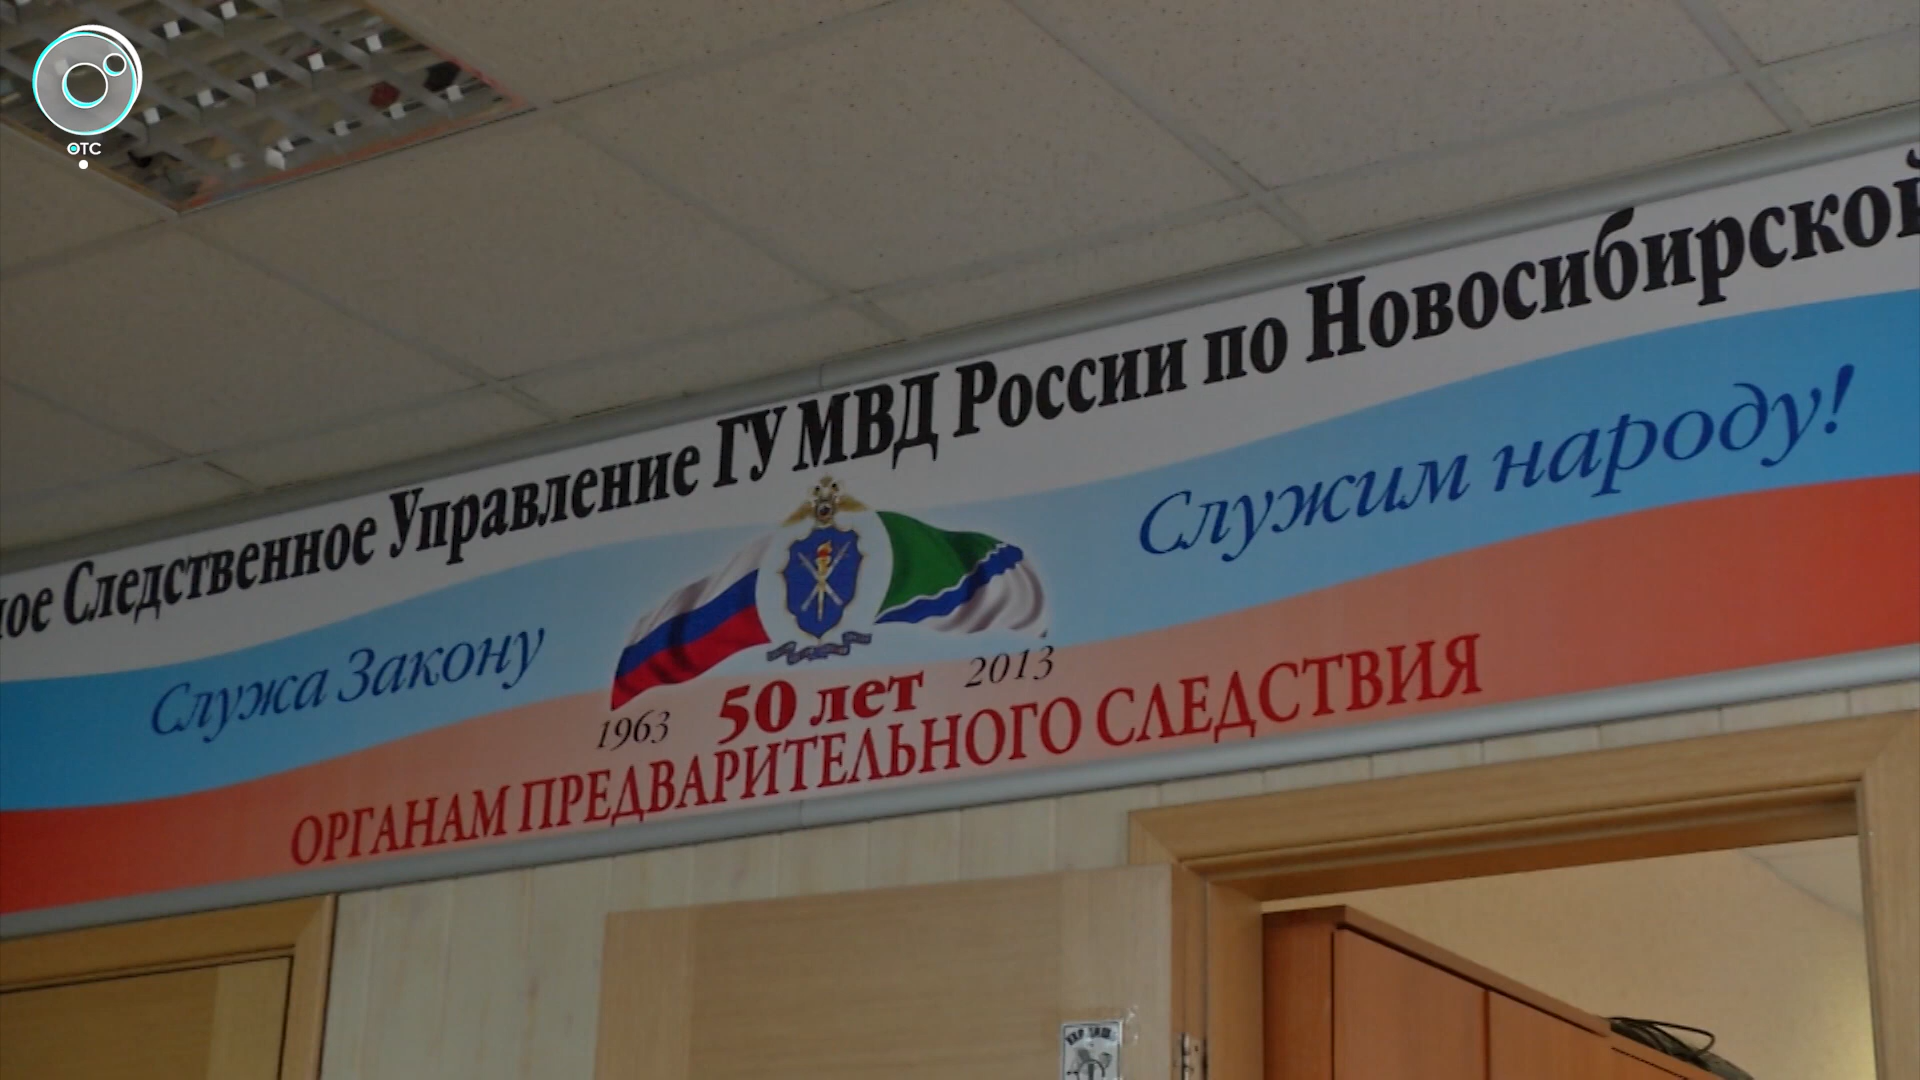 ОТС
Следственное Управление ГУ МВД России по Новосибирской
Служа Закону
Служим народу!
1963
50 лет
2013
ОРГАНАМ ПРЕДВАРИТЕЛЬНОГО СЛЕДСТВИЯ